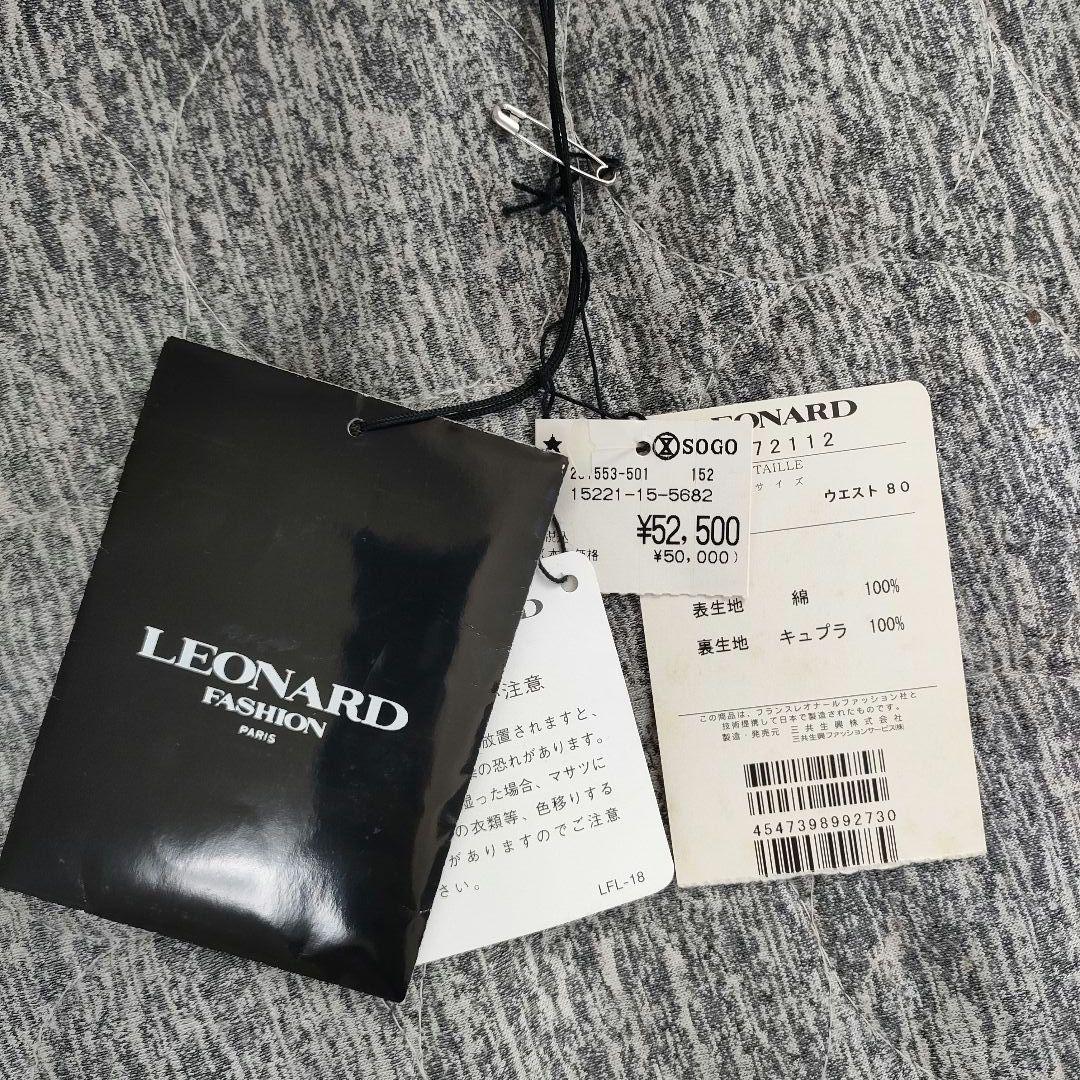 LEONARD
FASHION
PARIS
SOGO
553-501 152
15221-15-5682
¥52,500
価格 ¥50,000)
LEONARD
72112
TAILLE
サイズ
ウエスト 80
表生地 綿 100%
裏生地 キュプラ 100%
この商品は、フランスレオナールファッション社と
技術提携して日本で製造されたものです。
製造・発売元 三共生興株式会社
三共生興ファッションサービス㈱
4547398992730
D
注意
放置されますと、
の恐れがあります。
湿った場合、マサツに
の衣類等、色移りする
がありますのでご注意
さい。
LFL-18